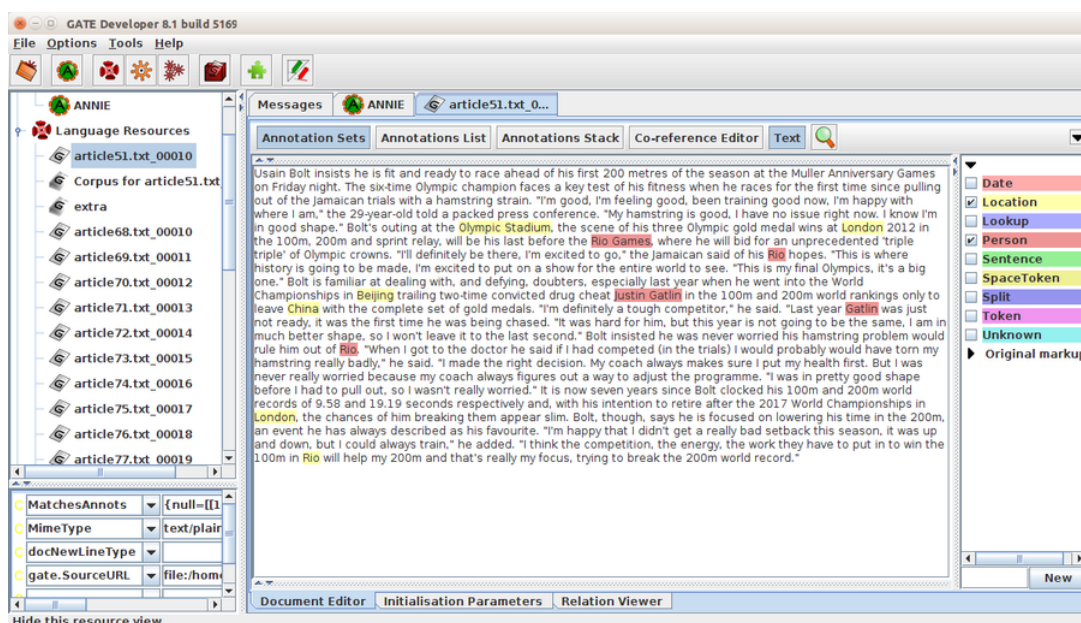 GATE Developer 8.1 build 5169
File Options Tools Help
ANNIE
Language Resources
article51.txt_00010
Corpus for article51.txt
extra
article68.txt_00010
article69.txt_00011
article70.txt_00012
article71.txt_00013
article72.txt_00014
article73.txt_00015
article74.txt_00016
article75.txt_00017
article76.txt_00018
article77.txt_00019
MatchesAnnots {null=[[1
MimeType text/plain
docNewLineType
gate.SourceURL file:/home
Messages ANNIE article51.txt_0...
Annotation Sets Annotations List Annotations Stack Co-reference Editor Text
Usain Bolt insists he is fit and ready to race ahead of his first 200 metres of the season at the Muller Anniversary Games
on Friday night. The six-time Olympic champion faces a key test of his fitness when he races for the first time since pulling
out of the Jamaican trials with a hamstring strain. "I'm good, I'm feeling good, been training good now, I'm happy with
where I am," the 29-year-old told a packed press conference. "My hamstring is good, I have no issue right now. I know I'm
in good shape." Bolt's outing at the Olympic Stadium, the scene of his three Olympic gold medal wins at London 2012 in
the 100m, 200m and sprint relay, will be his last before the Rio Games, where he will bid for an unprecedented 'triple
triple' of Olympic crowns. "I'll definitely be there, I'm excited to go," the Jamaican said of his Rio hopes. "This is where
history is going to be made, I'm excited to put on a show for the entire world to see. "This is my final Olympics, it's a big
one." Bolt is familiar at dealing with, and defying, doubters, especially last year when he went into the World
Championships in Beijing trailing two-time convicted drug cheat Justin Gatlin in the 100m and 200m world rankings only to
leave China with the complete set of gold medals. "I'm definitely a tough competitor," he said. "Last year Gatlin was just
not ready, it was the first time he was being chased. "It was hard for him, but this year is not going to be the same, I am in
much better shape, so I won't leave it to the last second." Bolt insisted he was never worried his hamstring problem would
rule him out of Rio. "When I got to the doctor he said if I had competed (in the trials) I would probably would have torn my
hamstring really badly," he said. "I made the right decision. My coach always makes sure I put my health first. But I was
never really worried because my coach always figures out a way to adjust the programme. "I was in pretty good shape
before I had to pull out, so I wasn't really worried." It is now seven years since Bolt clocked his 100m and 200m world
records of 9.58 and 19.19 seconds respectively and, with his intention to retire after the 2017 World Championships in
London, the chances of him breaking them appear slim. Bolt, though, says he is focused on lowering his time in the 200m,
an event he has always described as his favourite. "I'm happy that I didn't get a really bad setback this season, it was up
and down, but I could always train," he added. "I think the competition, the energy, the work they have to put in to win the
100m in Rio will help my 200m and that's really my focus, trying to break the 200m world record."
Date
Location
Lookup
Person
Sentence
SpaceToken
Split
Token
Unknown
Original markup
New
Document Editor Initialisation Parameters Relation Viewer
Hide this resource view